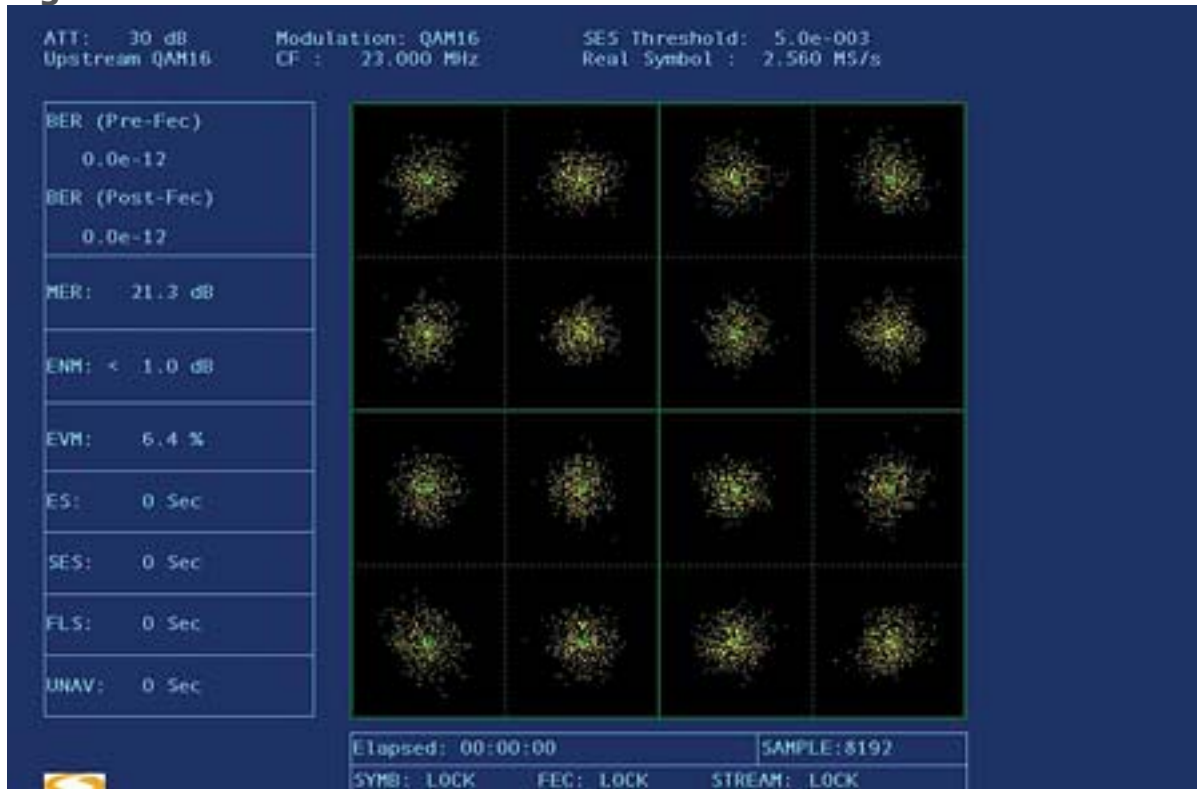 ATT: 30 dB Modulation: QAM16 SES Threshold: 5.0e-003
Upstream QAM16 CF : 23.000 MHz Real Symbol : 2.560 MS/s
BER (Pre-Fec)
0.0e-12
BER (Post-Fec)
0.0e-12
MER: 21.3 dB
ENM: < 1.0 dB
EVM: 6.4 %
ES: 0 Sec
SES: 0 Sec
FLS: 0 Sec
UNAV: 0 Sec
Elapsed: 00:00:00 SAMPLE:8192
SYMB: LOCK FEC: LOCK STREAM: LOCK